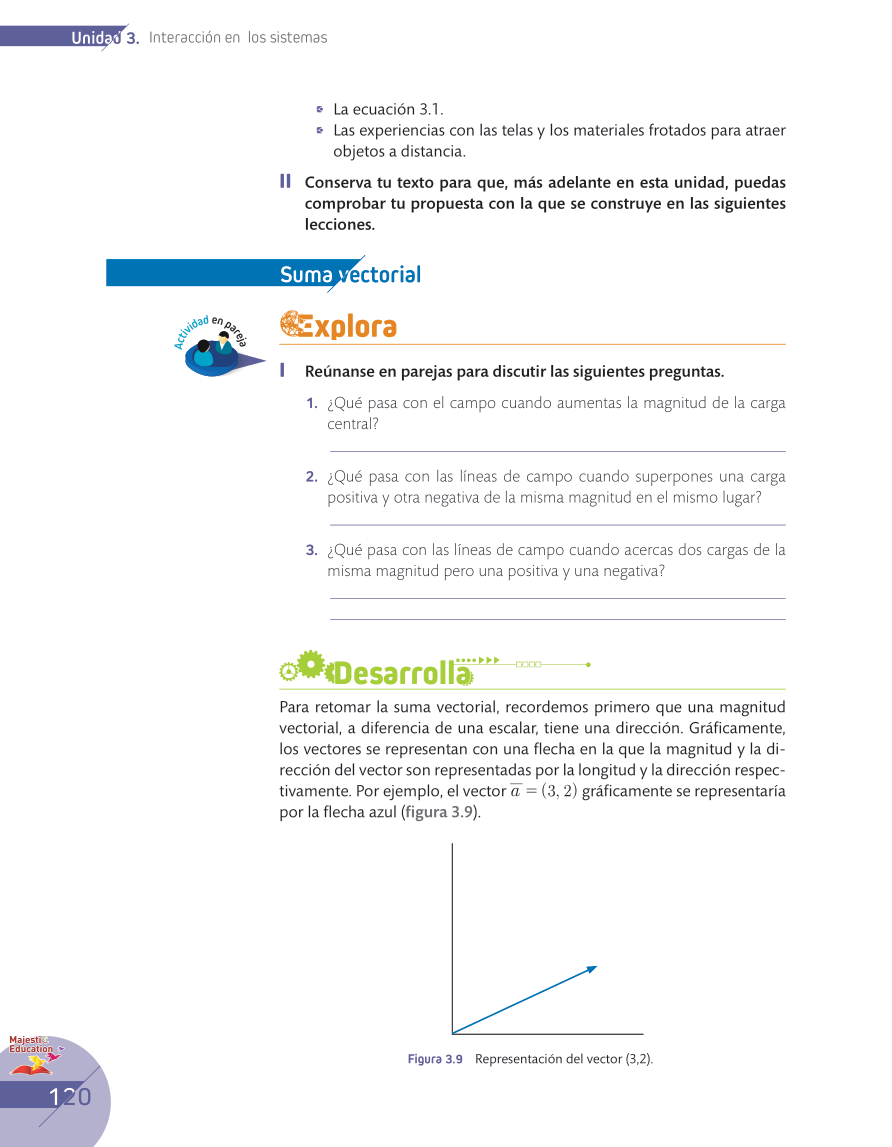 Unidad 3. Interacción en los sistemas
La ecuación 3.1.
Las experiencias con las telas y los materiales frotados para atraer
objetos a distancia.
II Conserva tu texto para que, más adelante en esta unidad, puedas
comprobar tu propuesta con la que se construye en las siguientes
lecciones.
Suma vectorial
Actividad en pareja
Explora
I Reúnanse en parejas para discutir las siguientes preguntas.
1. ¿Qué pasa con el campo cuando aumentas la magnitud de la carga
central?
2. ¿Qué pasa con las líneas de campo cuando superpones una carga
positiva y otra negativa de la misma magnitud en el mismo lugar?
3. ¿Qué pasa con las líneas de campo cuando acercas dos cargas de la
misma magnitud pero una positiva y una negativa?
Desarrolla
Para retomar la suma vectorial, recordemos primero que una magnitud
vectorial, a diferencia de una escalar, tiene una dirección. Gráficamente,
los vectores se representan con una flecha en la que la magnitud y la di-
rección del vector son representadas por la longitud y la dirección respec-
tivamente. Por ejemplo, el vector a̅ = (3, 2) gráficamente se representaría
por la flecha azul (figura 3.9).
Figura 3.9 Representación del vector (3,2).
Majestic
Education
120